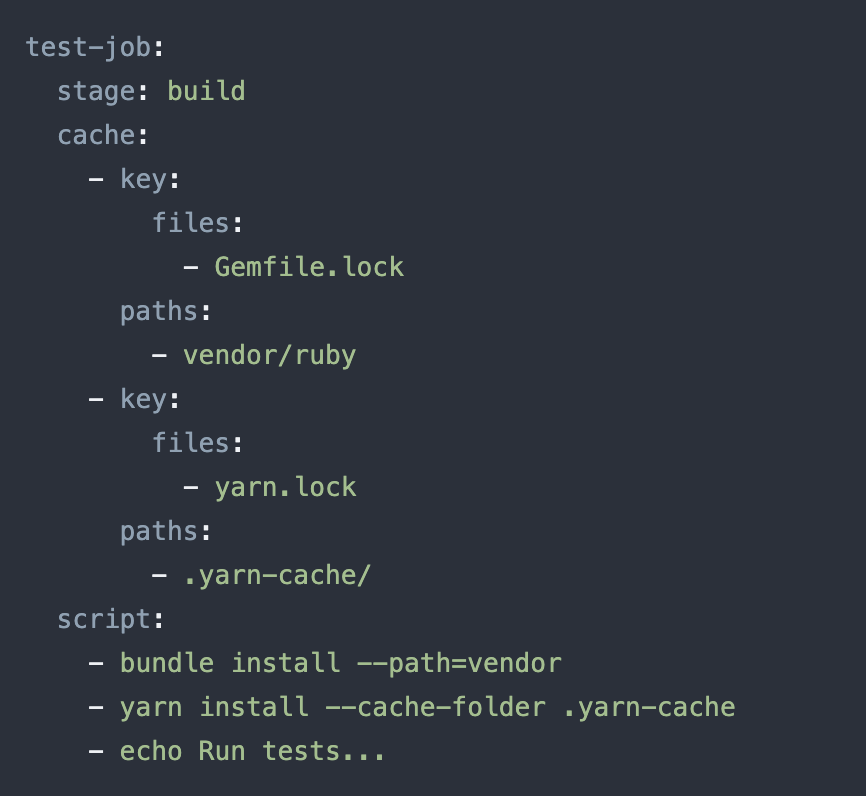 test-job:
  stage: build
  cache:
    - key:
        files:
          - Gemfile.lock
      paths:
        - vendor/ruby
    - key:
        files:
          - yarn.lock
      paths:
        - .yarn-cache/
  script:
    - bundle install --path=vendor
    - yarn install --cache-folder .yarn-cache
    - echo Run tests...